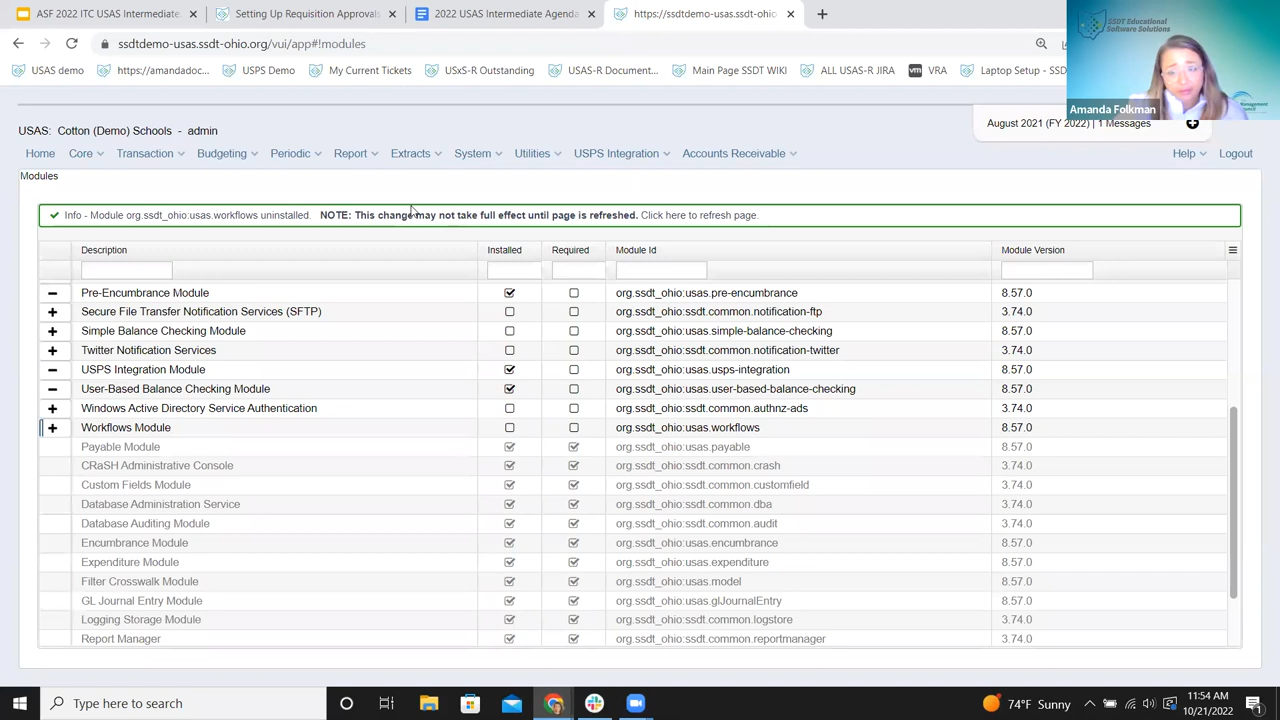 ASF 2022 ITC USAS Intermediate
Setting Up Requisition Approvals
2022 USAS Intermediate Agenda
https://ssdtdemo-usas.ssdt-ohio
ssdtdemo-usas.ssdt-ohio.org/vui/app#!modules
USAS demo
https://amandadoc...
USPS Demo
My Current Tickets
USxS-R Outstanding
USAS-R Document...
Main Page SSDT WIKI
ALL USAS-R JIRA
vm VRA
Laptop Setup - SSD
SSDT Educational
Software Solutions
Amanda Folkman
Management
Council
USAS: Cotton (Demo) Schools - admin
August 2021 (FY 2022) | 1 Messages
Home Core Transaction Budgeting Periodic Report Extracts System Utilities USPS Integration Accounts Receivable Help Logout
Modules
Info - Module org.ssdt_ohio:usas.workflows uninstalled. NOTE: This change may not take full effect until page is refreshed. Click here to refresh page.
Description Installed Required Module Id Module Version
Pre-Encumbrance Module org.ssdt_ohio:usas.pre-encumbrance 8.57.0
Secure File Transfer Notification Services (SFTP) org.ssdt_ohio:ssdt.common.notification-ftp 3.74.0
Simple Balance Checking Module org.ssdt_ohio:usas.simple-balance-checking 8.57.0
Twitter Notification Services org.ssdt_ohio:ssdt.common.notification-twitter 3.74.0
USPS Integration Module org.ssdt_ohio:usas.usps-integration 8.57.0
User-Based Balance Checking Module org.ssdt_ohio:usas.user-based-balance-checking 8.57.0
Windows Active Directory Service Authentication org.ssdt_ohio:ssdt.common.authnz-ads 3.74.0
Workflows Module org.ssdt_ohio:usas.workflows 8.57.0
Payable Module org.ssdt_ohio:usas.payable 8.57.0
CRaSH Administrative Console org.ssdt_ohio:ssdt.common.crash 3.74.0
Custom Fields Module org.ssdt_ohio:ssdt.common.customfield 3.74.0
Database Administration Service org.ssdt_ohio:ssdt.common.dba 3.74.0
Database Auditing Module org.ssdt_ohio:ssdt.common.audit 3.74.0
Encumbrance Module org.ssdt_ohio:usas.encumbrance 8.57.0
Expenditure Module org.ssdt_ohio:usas.expenditure 8.57.0
Filter Crosswalk Module org.ssdt_ohio:usas.model 8.57.0
GL Journal Entry Module org.ssdt_ohio:usas.glJournalEntry 8.57.0
Logging Storage Module org.ssdt_ohio:ssdt.common.logstore 3.74.0
Report Manager org.ssdt_ohio:ssdt.common.reportmanager 3.74.0
Type here to search
74°F Sunny
11:54 AM
10/21/2022
1